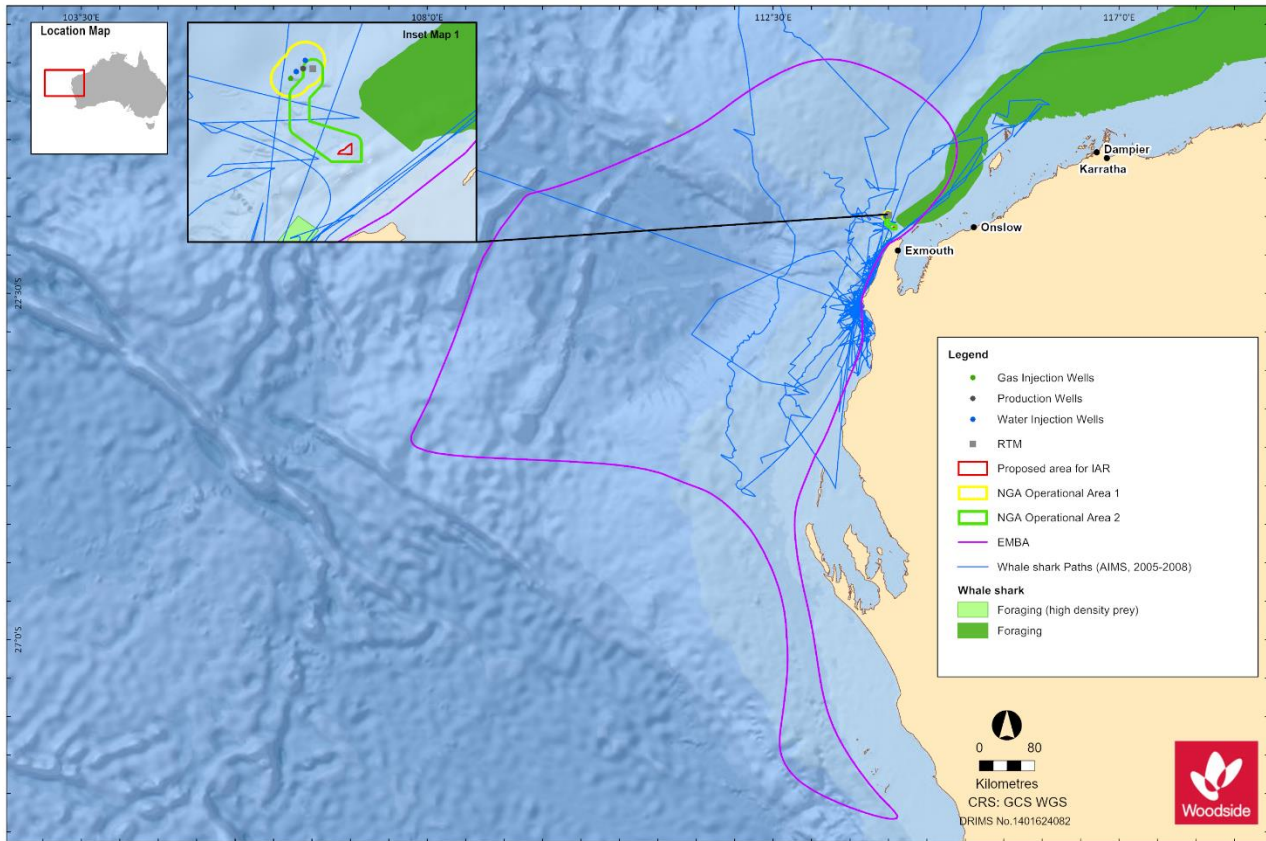 103°30'E
108°0'E
112°30'E
117°0'E
Location Map
Inset Map 1
22°30'S
27°0'S
Dampier
Karratha
Onslow
Exmouth
Legend
Gas Injection Wells
Production Wells
Water Injection Wells
RTM
Proposed area for IAR
NGA Operational Area 1
NGA Operational Area 2
EMBA
Whale shark Paths (AIMS, 2005-2008)
Whale shark
Foraging (high density prey)
Foraging
0 80
Kilometres
CRS: GCS WGS
DRIMS No.1401624082
Woodside